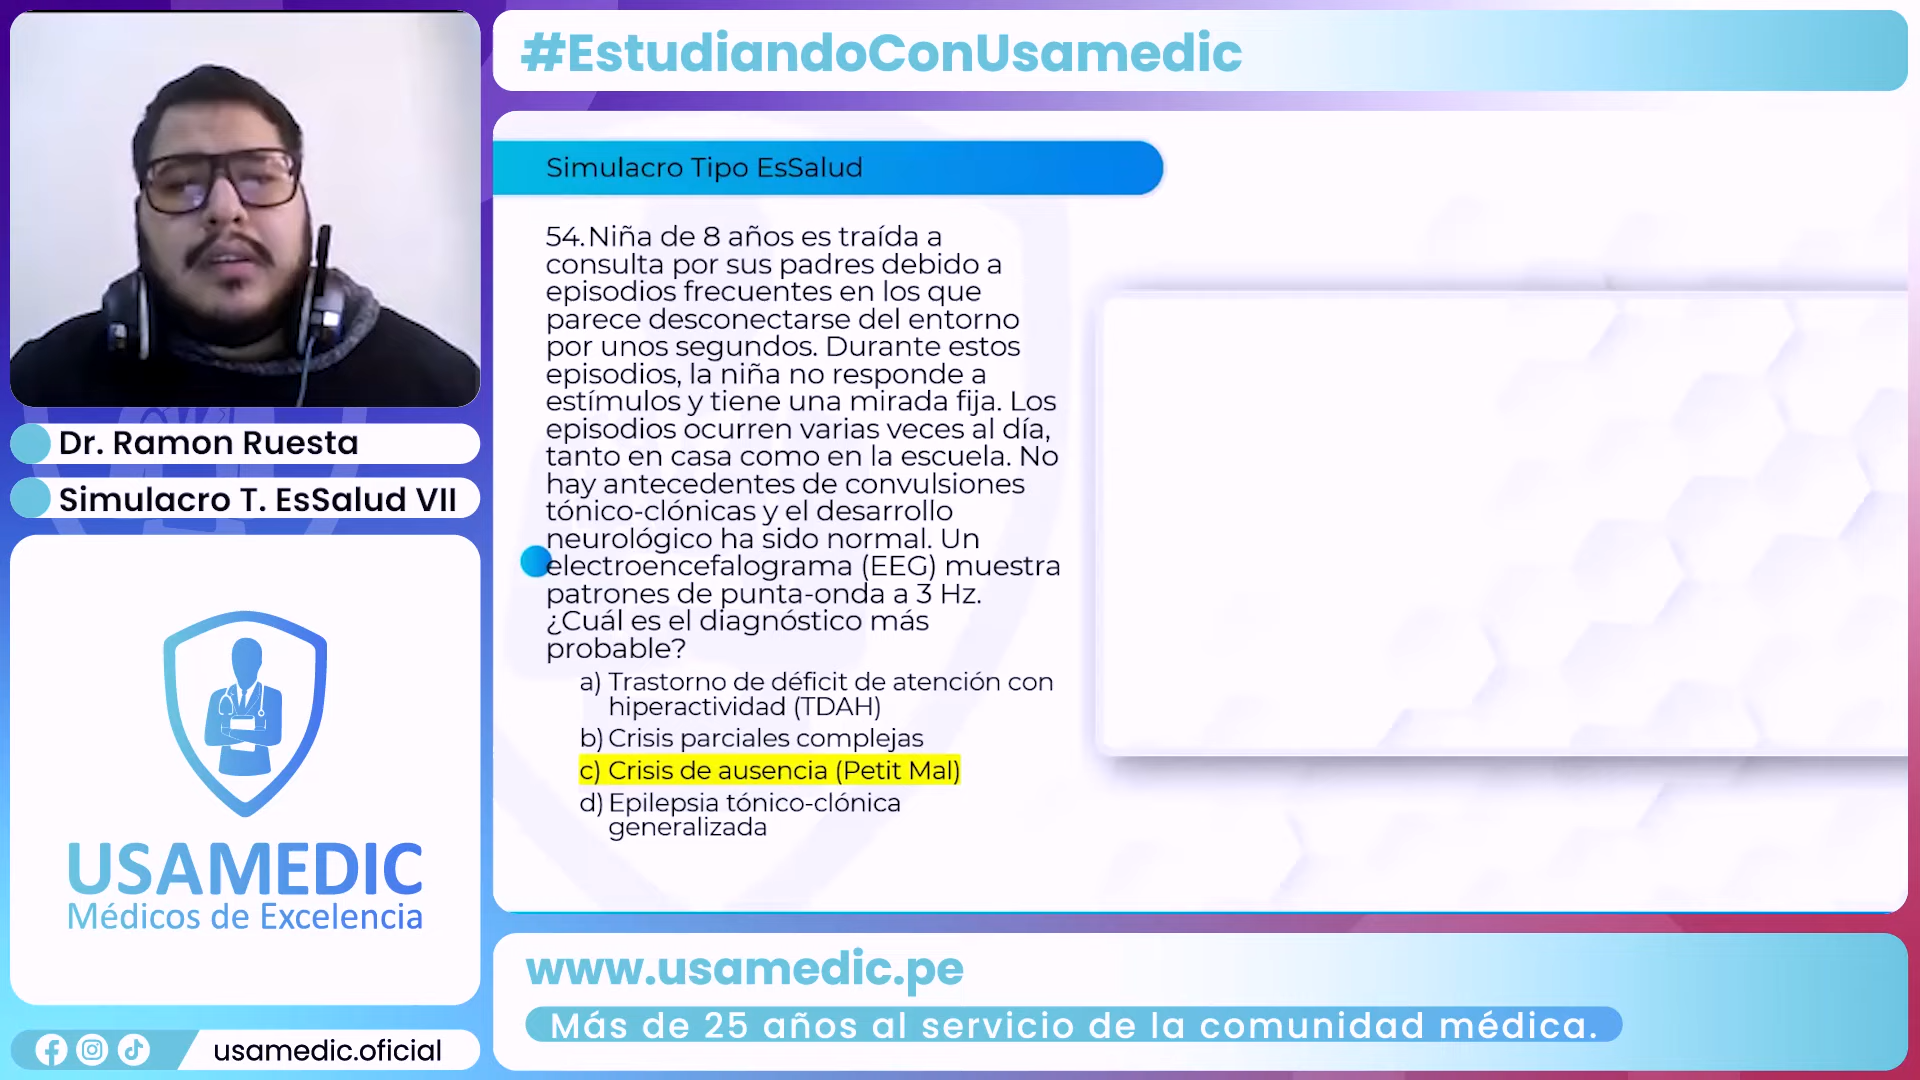 #EstudiandoConUsamedic
Simulacro Tipo EsSalud
54. Niña de 8 años es traída a
consulta por sus padres debido a
episodios frecuentes en los que
parece desconectarse del entorno
por unos segundos. Durante estos
episodios, la niña no responde a
estímulos y tiene una mirada fija. Los
episodios ocurren varias veces al día,
tanto en casa como en la escuela. No
hay antecedentes de convulsiones
tónico-clónicas y el desarrollo
neurológico ha sido normal. Un
electroencefalograma (EEG) muestra
patrones de punta-onda a 3 Hz.
¿Cuál es el diagnóstico más
probable?
a) Trastorno de déficit de atención con
hiperactividad (TDAH)
b) Crisis parciales complejas
c) Crisis de ausencia (Petit Mal)
d) Epilepsia tónico-clónica
generalizada
Dr. Ramon Ruesta
Simulacro T. EsSalud VII
USAMEDIC
Médicos de Excelencia
usamedic.oficial
www.usamedic.pe
Más de 25 años al servicio de la comunidad médica.